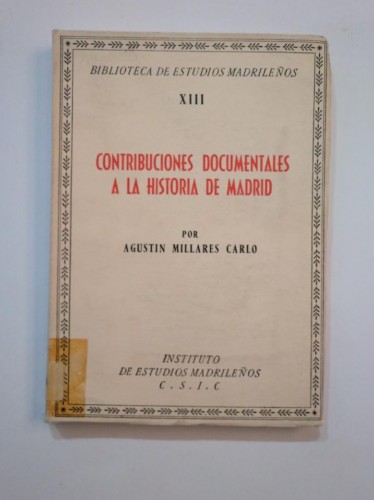 BIBLIOTECA DE ESTUDIOS MADRILEÑOS
XIII
CONTRIBUCIONES DOCUMENTALES
A LA HISTORIA DE MADRID
POR
AGUSTIN MILLARES CARLO
INSTITUTO
DE ESTUDIOS MADRILEÑOS
C. S. I. C